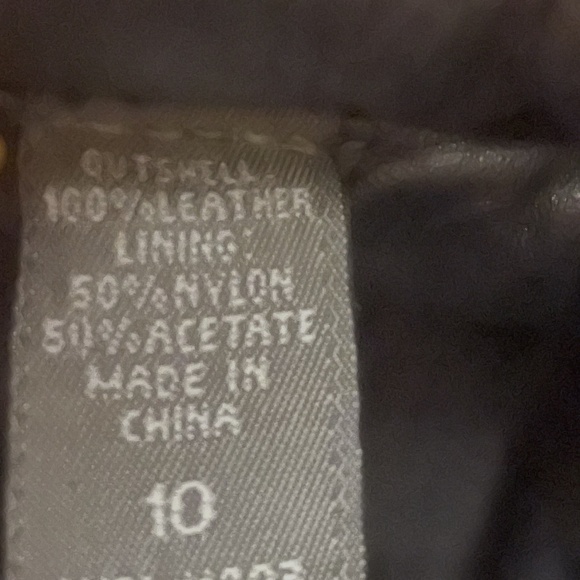 OUTSHELL:
100%LEATHER
LINING:
50%NYLON
50%ACETATE
MADE IN
CHINA
10